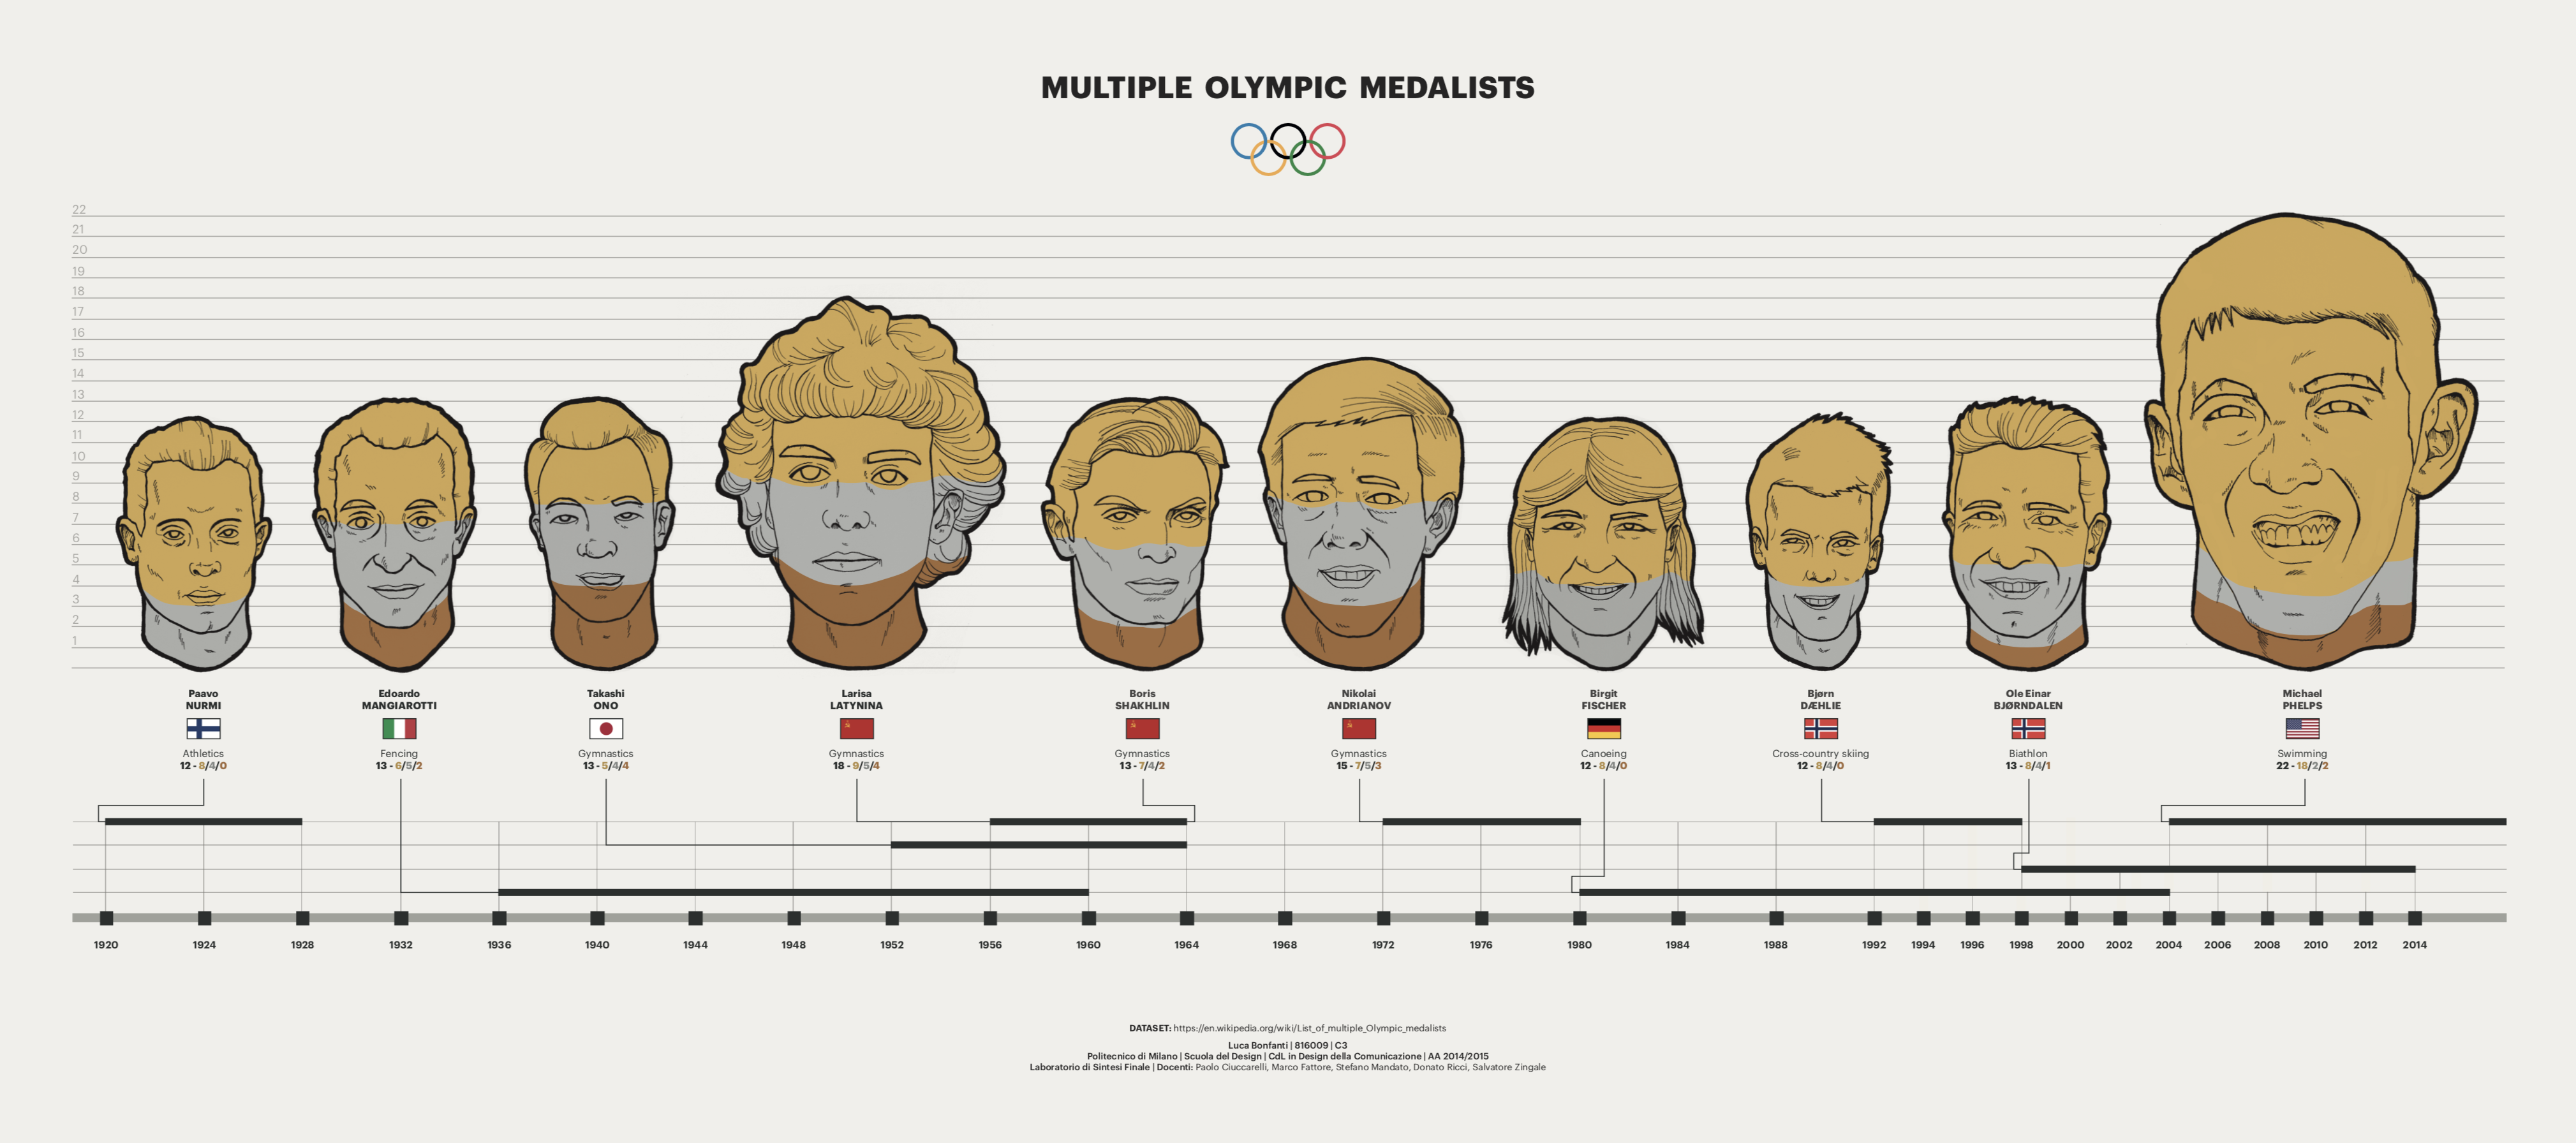 MULTIPLE OLYMPIC MEDALISTS
22
21
20
19
18
17
16
15
14
13
12
11
10
9
8
7
6
5
4
3
2
1
Paavo
NURMI
Athletics
12 - 8/4/0
Edoardo
MANGIAROTTI
Fencing
13 - 6/5/2
Takashi
ONO
Gymnastics
13 - 5/4/4
Larisa
LATYNINA
Gymnastics
18 - 9/5/4
Boris
SHAKHLIN
Gymnastics
13 - 7/4/2
Nikolai
ANDRIANOV
Gymnastics
15 - 7/5/3
Birgit
FISCHER
Canoeing
12 - 8/4/0
Bjørn
DÆHLIE
Cross-country skiing
12 - 8/4/0
Ole Einar
BJØRNDALEN
Biathlon
13 - 8/4/1
Michael
PHELPS
Swimming
22 - 18/2/2
1920 1924 1928 1932 1936 1940 1944 1948 1952 1956 1960 1964 1968 1972 1976 1980 1984 1988 1992 1994 1996 1998 2000 2002 2004 2006 2008 2010 2012 2014
DATASET: https://en.wikipedia.org/wiki/List_of_multiple_Olympic_medalists
Luca Bonfanti | 816009 | C3
Politecnico di Milano | Scuola del Design | CdL in Design della Comunicazione | AA 2014/2015
Laboratorio di Sintesi Finale | Docenti: Paolo Ciuccarelli, Marco Fattore, Stefano Mandato, Donato Ricci, Salvatore Zingale